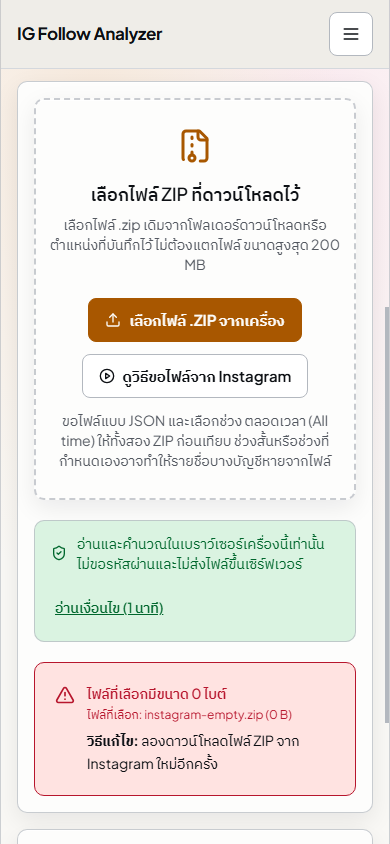 IG Follow Analyzer
เลือกไฟล์ ZIP ที่ดาวน์โหลดไว้
เลือกไฟล์ .zip เดิมจากโฟลเดอร์ดาวน์โหลดหรือ
ตำแหน่งที่บันทึกไว้ ไม่ต้องแตกไฟล์ ขนาดสูงสุด 200
MB
เลือกไฟล์ .ZIP จากเครื่อง
ดูวิธีขอไฟล์จาก Instagram
ขอไฟล์แบบ JSON และเลือกช่วง ตลอดเวลา (All
time) ให้ทั้งสอง ZIP ก่อนเทียบ ช่วงสั้นหรือช่วงที่
กำหนดเองอาจทำให้รายชื่อบางบัญชีหายจากไฟล์
อ่านและคำนวณในเบราว์เซอร์เครื่องนี้เท่านั้น
ไม่ขอรหัสผ่านและไม่ส่งไฟล์ขึ้นเซิร์ฟเวอร์
อ่านเงื่อนไข (1 นาที)
ไฟล์ที่เลือกมีขนาด 0 ไบต์
ไฟล์ที่เลือก: instagram-empty.zip (0 B)
วิธีแก้ไข: ลองดาวน์โหลดไฟล์ ZIP จาก
Instagram ใหม่อีกครั้ง